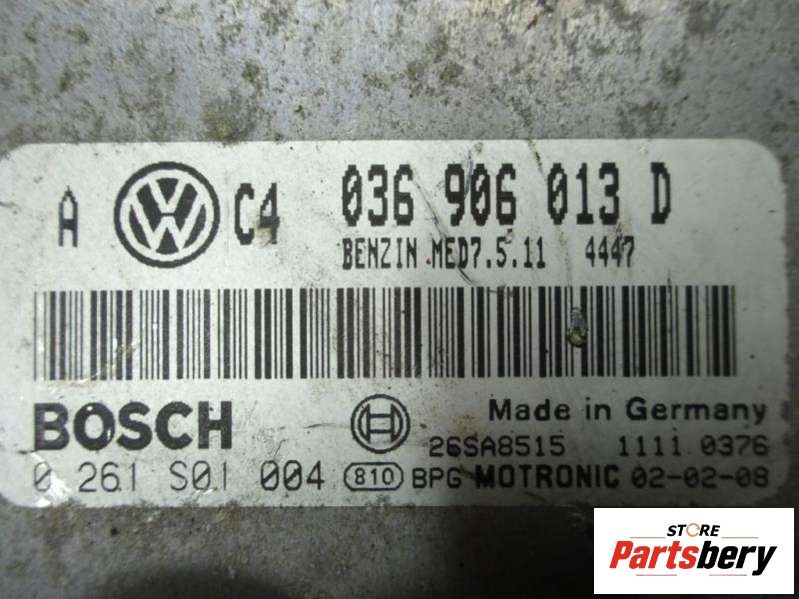 A VW C4 036 906 013 D
BENZIN MED7.5.11 4447
BOSCH Made in Germany
26SA8515 1111 0376
0 261 S01 004 810 BPG MOTRONIC 02-02-08
STORE
Partsbery